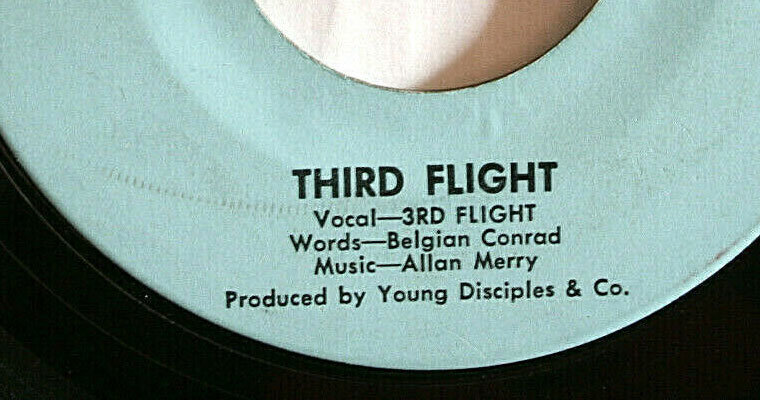 THIRD FLIGHT
Vocal—3RD FLIGHT
Words—Belgian Conrad
Music—Allan Merry
Produced by Young Disciples & Co.